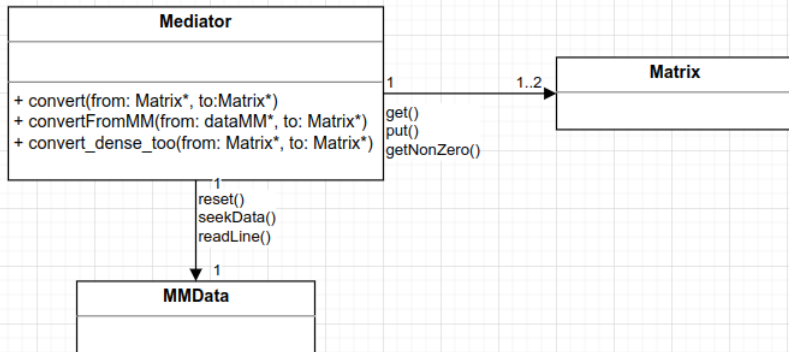 Mediator
+ convert(from: Matrix*, to:Matrix*)
+ convertFromMM(from: dataMM*, to: Matrix*)
+ convert_dense_too(from: Matrix*, to: Matrix*)
1
1..2
get()
put()
getNonZero()
Matrix
1
reset()
seekData()
readLine()
1
MMData